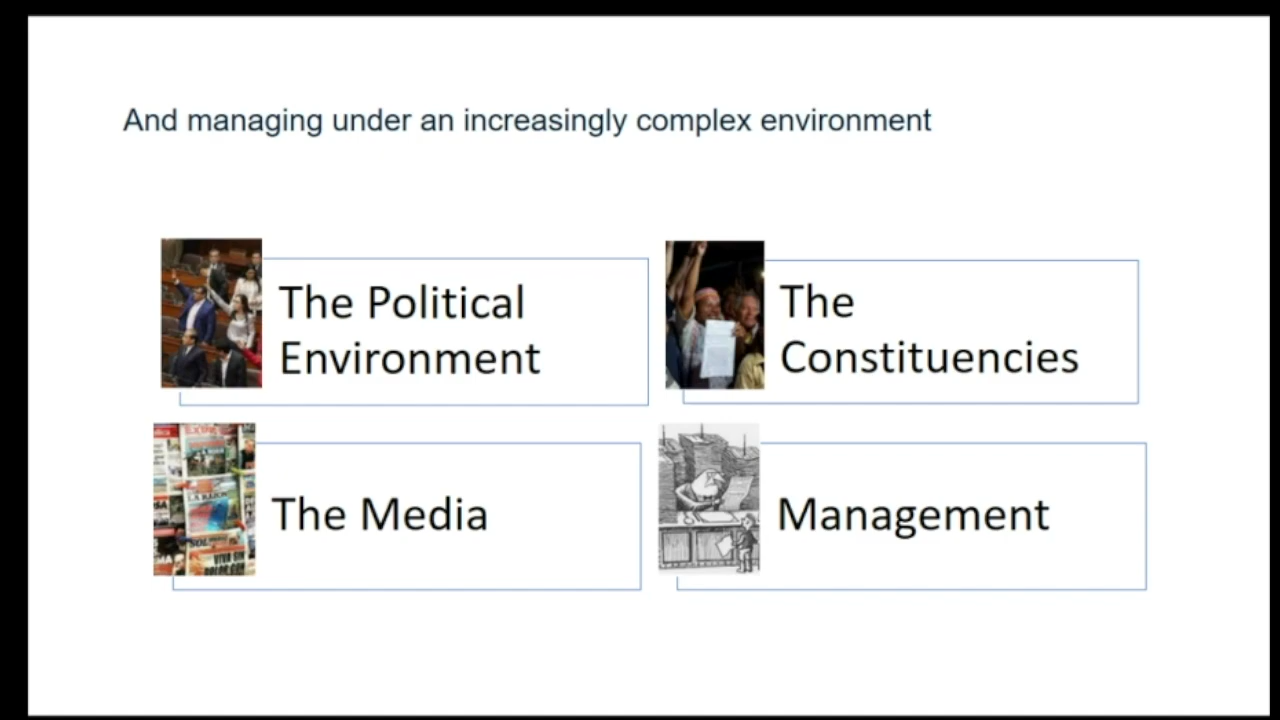 And managing under an increasingly complex environment
The Political
Environment
The
Constituencies
The Media
Management